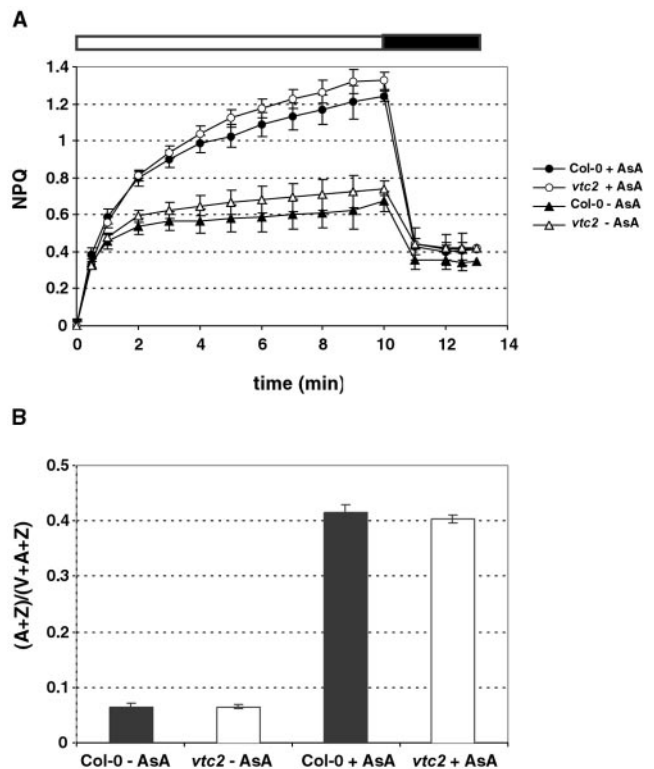 A
1.4
1.2
1
0.8
0.6
0.4
0.2
0
NPQ
0 2 4 6 8 10 12 14
time (min)
Col-0 + AsA
vtc2 + AsA
Col-0 - AsA
vtc2 - AsA
B
0.5
0.4
0.3
0.2
0.1
0
(A+Z)/(V+A+Z)
Col-0 - AsA vtc2 - AsA Col-0 + AsA vtc2 + AsA